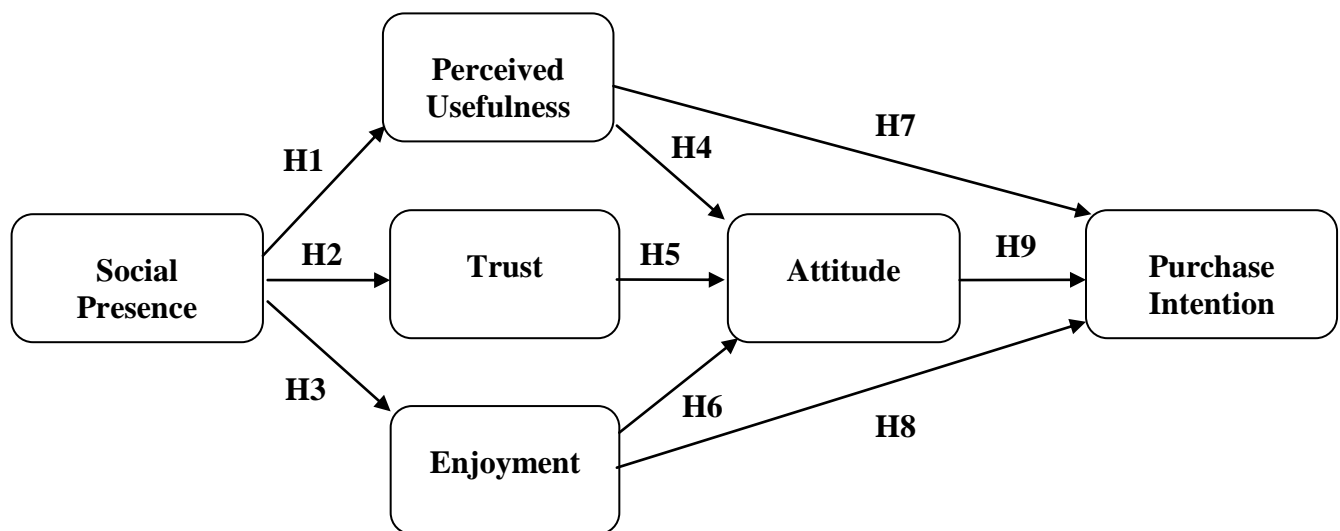 Perceived
Usefulness
H7
H4
H1
Social
Presence
H2
Trust
H5
Attitude
H9
Purchase
Intention
H3
H6
H8
Enjoyment